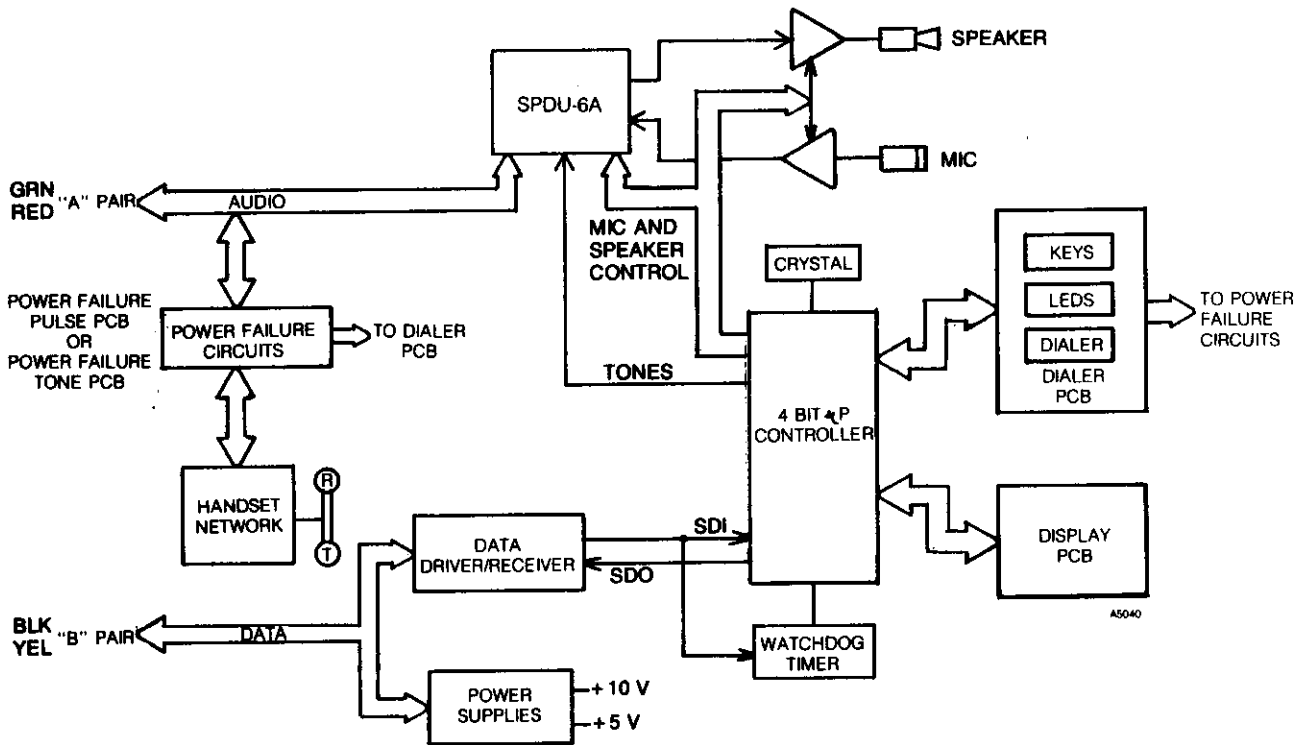 SPEAKER
SPDU-6A
MIC
GRN
RED "A" PAIR
AUDIO
MIC AND
SPEAKER
CONTROL
CRYSTAL
KEYS
LEDS
DIALER
DIALER
PCB
TO POWER
FAILURE
CIRCUITS
POWER FAILURE
PULSE PCB
OR
POWER FAILURE
TONE PCB
POWER FAILURE
CIRCUITS
TO DIALER
PCB
TONES
4 BIT μP
CONTROLLER
HANDSET
NETWORK
R
T
DATA
DRIVER/RECEIVER
SDI
SDO
DISPLAY
PCB
A5040
BLK
YEL "B" PAIR
DATA
WATCHDOG
TIMER
POWER
SUPPLIES
+10 V
+5 V